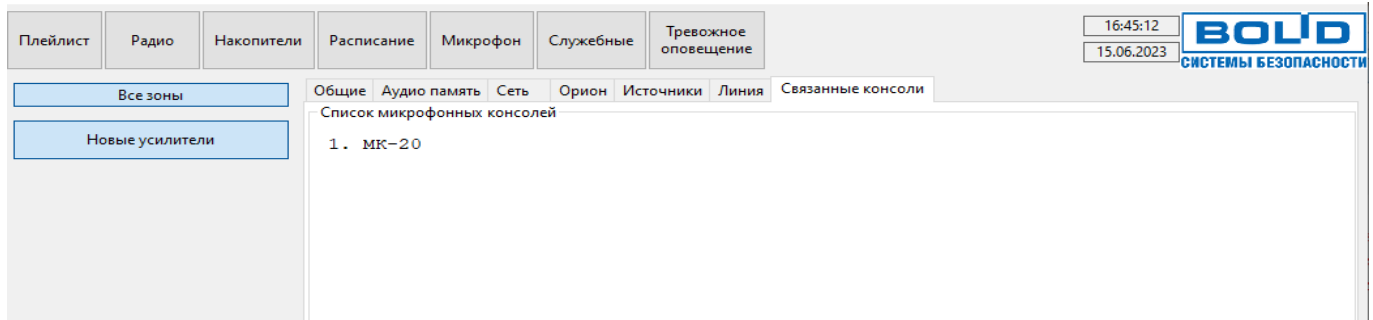 Плейлист
Радио
Накопители
Расписание
Микрофон
Служебные
Тревожное
оповещение
16:45:12
15.06.2023
BOLID
СИСТЕМЫ БЕЗОПАСНОСТИ
Все зоны
Новые усилители
Общие Аудио память Сеть Орион Источники Линия Связанные консоли
Список микрофонных консолей
1. МК-20